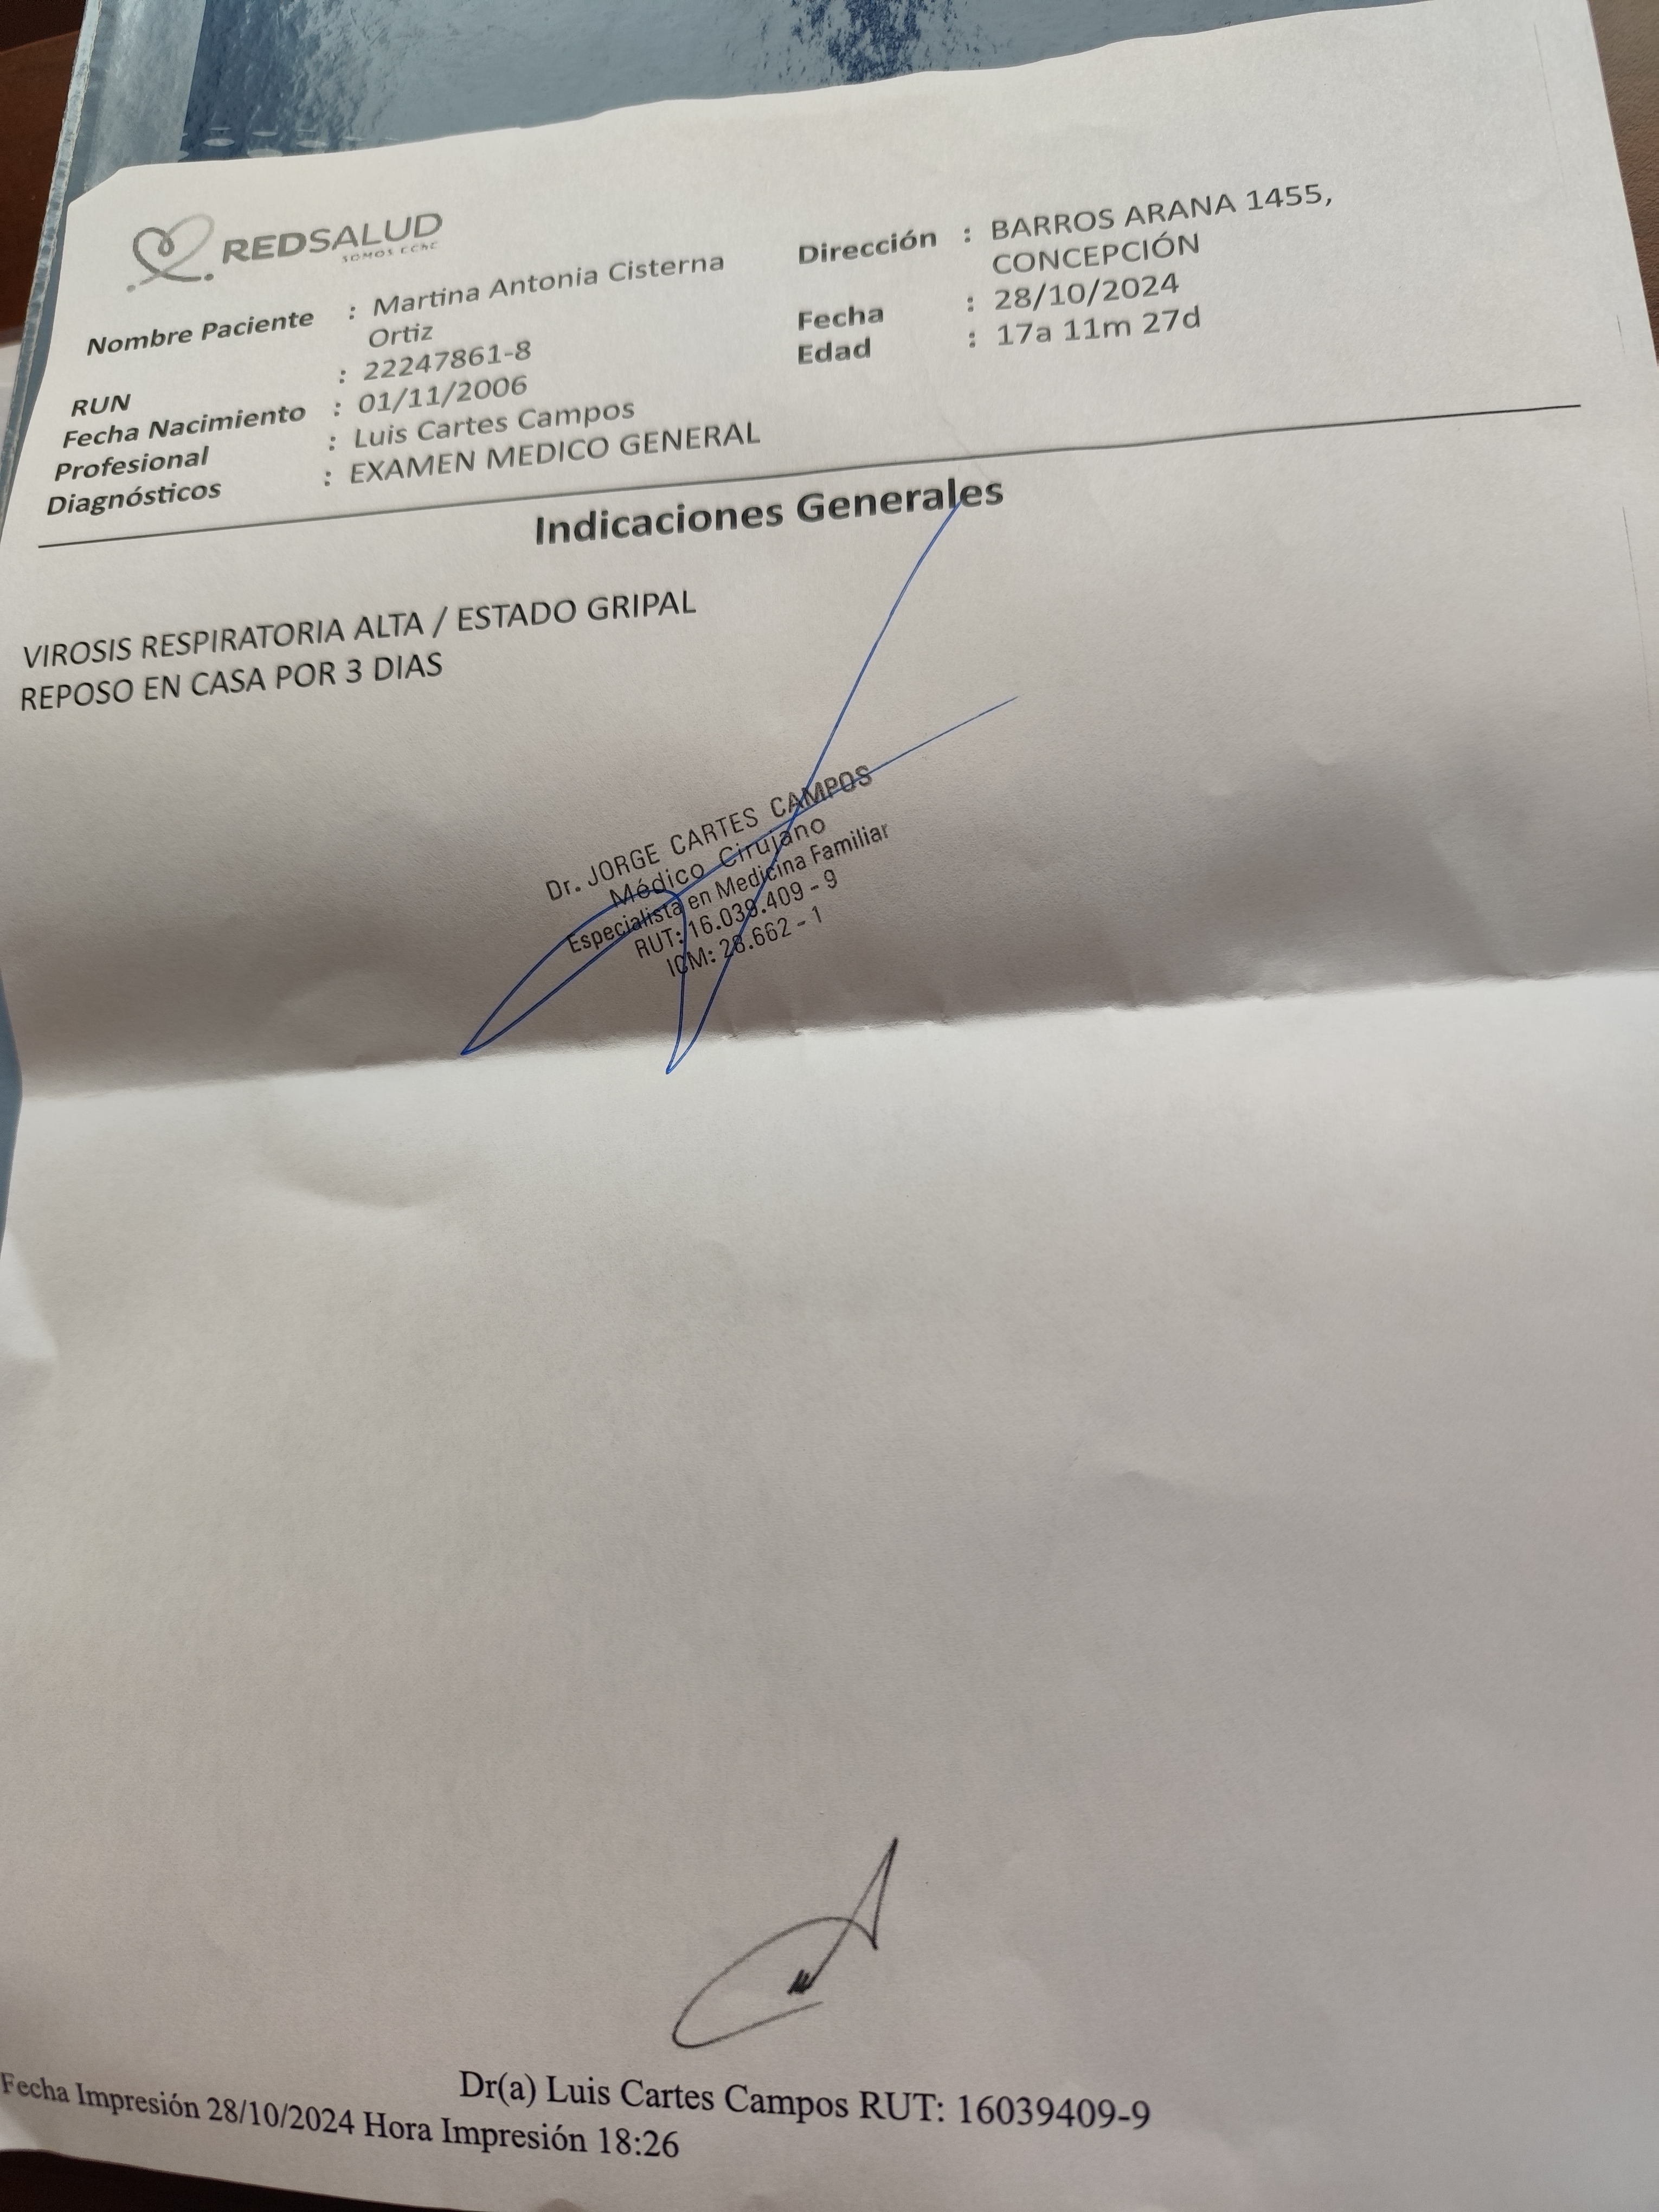 REDSALUD
SOMOS CChC
Nombre Paciente : Martina Antonia Cisterna
Ortiz
RUN : 22247861-8
Fecha Nacimiento : 01/11/2006
Profesional : Luis Cartes Campos
Diagnósticos : EXAMEN MEDICO GENERAL
Dirección : BARROS ARANA 1455,
CONCEPCIÓN
Fecha : 28/10/2024
Edad : 17a 11m 27d
Indicaciones Generales
VIROSIS RESPIRATORIA ALTA / ESTADO GRIPAL
REPOSO EN CASA POR 3 DIAS
Dr. JORGE CARTES CAMPOS
Médico Cirujano
Especialista en Medicina Familiar
RUT: 16.039.409 - 9
ICM: 28.662 - 1
Dr(a) Luis Cartes Campos RUT: 16039409-9
Fecha Impresión 28/10/2024 Hora Impresión 18:26